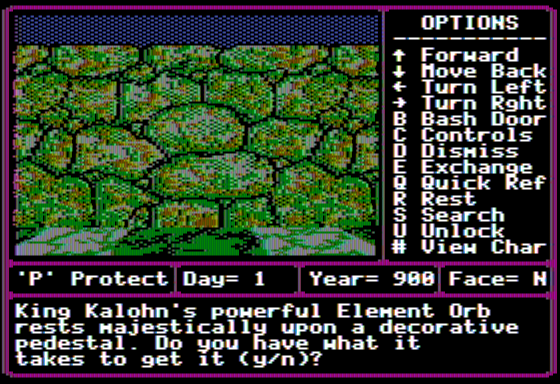 OPTIONS
------------
↑ Forward
↓ Move Back
← Turn Left
→ Turn Rght
B Bash Door
C Controls
D Dismiss
E Exchange
Q Quick Ref
R Rest
S Search
U Unlock
# View Char
'P' Protect Day= 1 Year= 900 Face= N
King Kalohn's powerful Element Orb
rests majestically upon a decorative
pedestal. Do you have what it
takes to get it (y/n)?